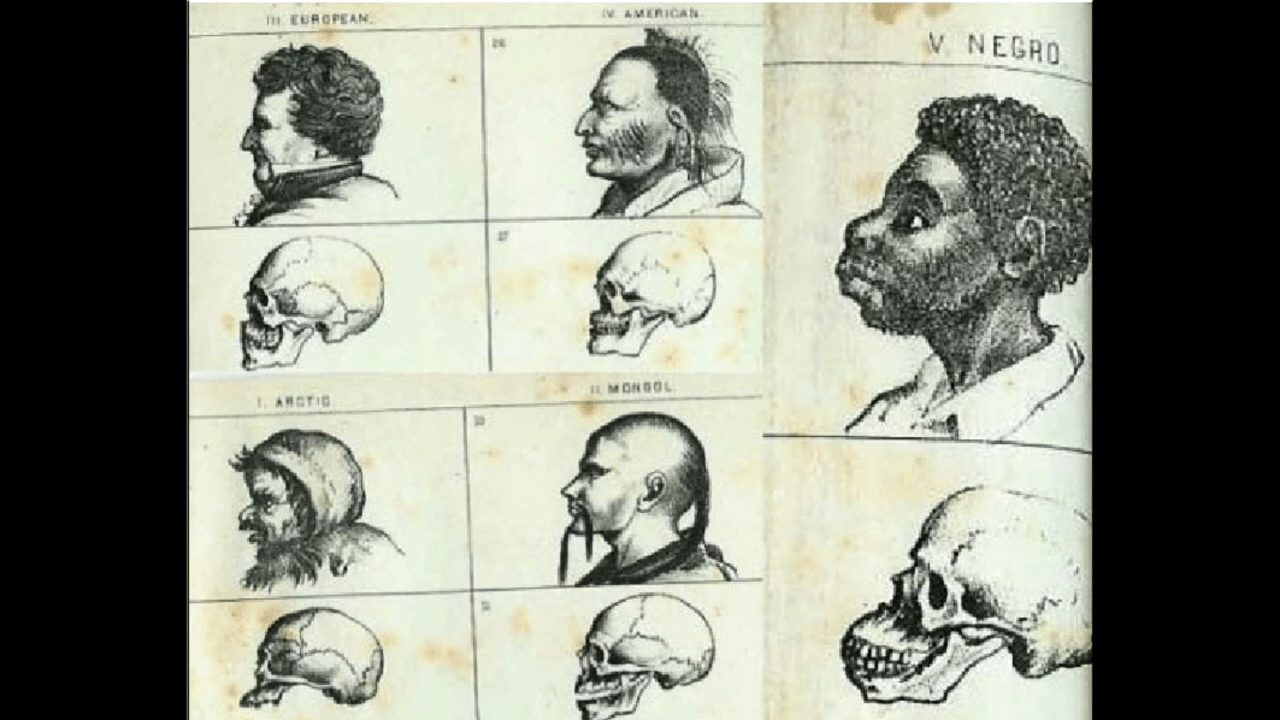 III. EUROPEAN.
IV. AMERICAN.
V NEGRO.
26
27
I. ARCTIC
II. MONGOL.